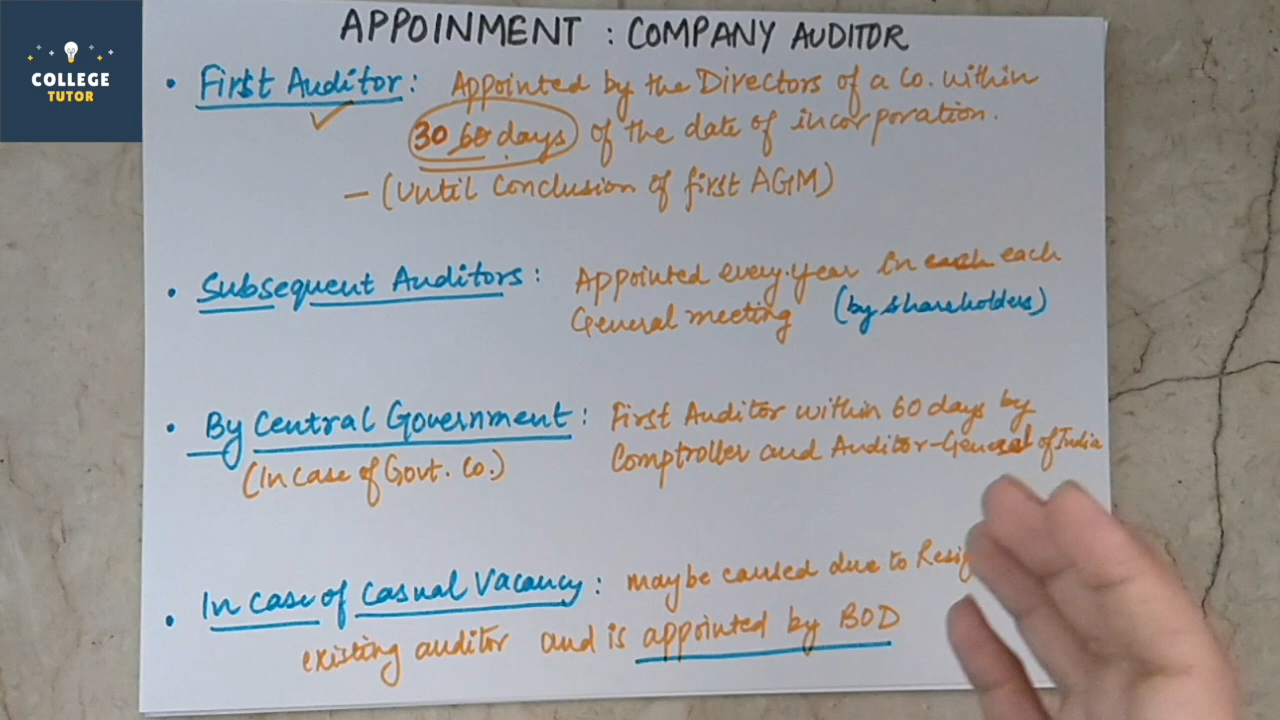 COLLEGE
TUTOR
APPOINMENT : COMPANY AUDITOR
• First Auditor : Appointed by the Directors of a Co. within
30 60 days of the date of incorporation.
— (Until Conclusion of first AGM)
• Subsequent Auditors : Appointed every year in each each
General meeting (by shareholders)
• By Central Government : First Auditor within 60 days by
(In case of Govt. Co.) Comptroller and Auditor-General of India
• In case of Casual Vacancy : may be caused due to Resig
existing auditor and is appointed by BOD